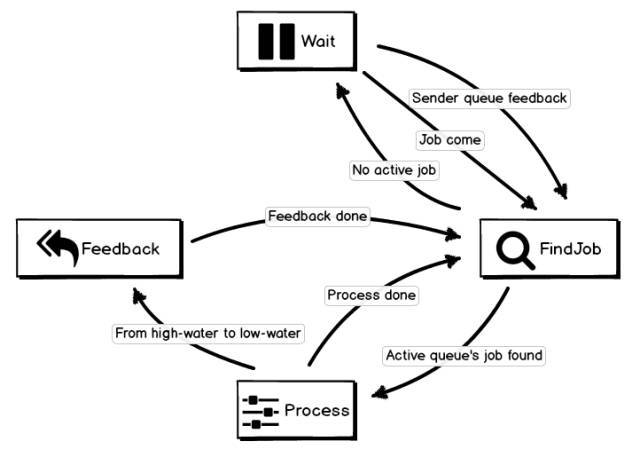 Wait
Sender queue feedback
Job come
No active job
Feedback done
Feedback
FindJob
Process done
From high-water to low-water
Active queue's job found
Process